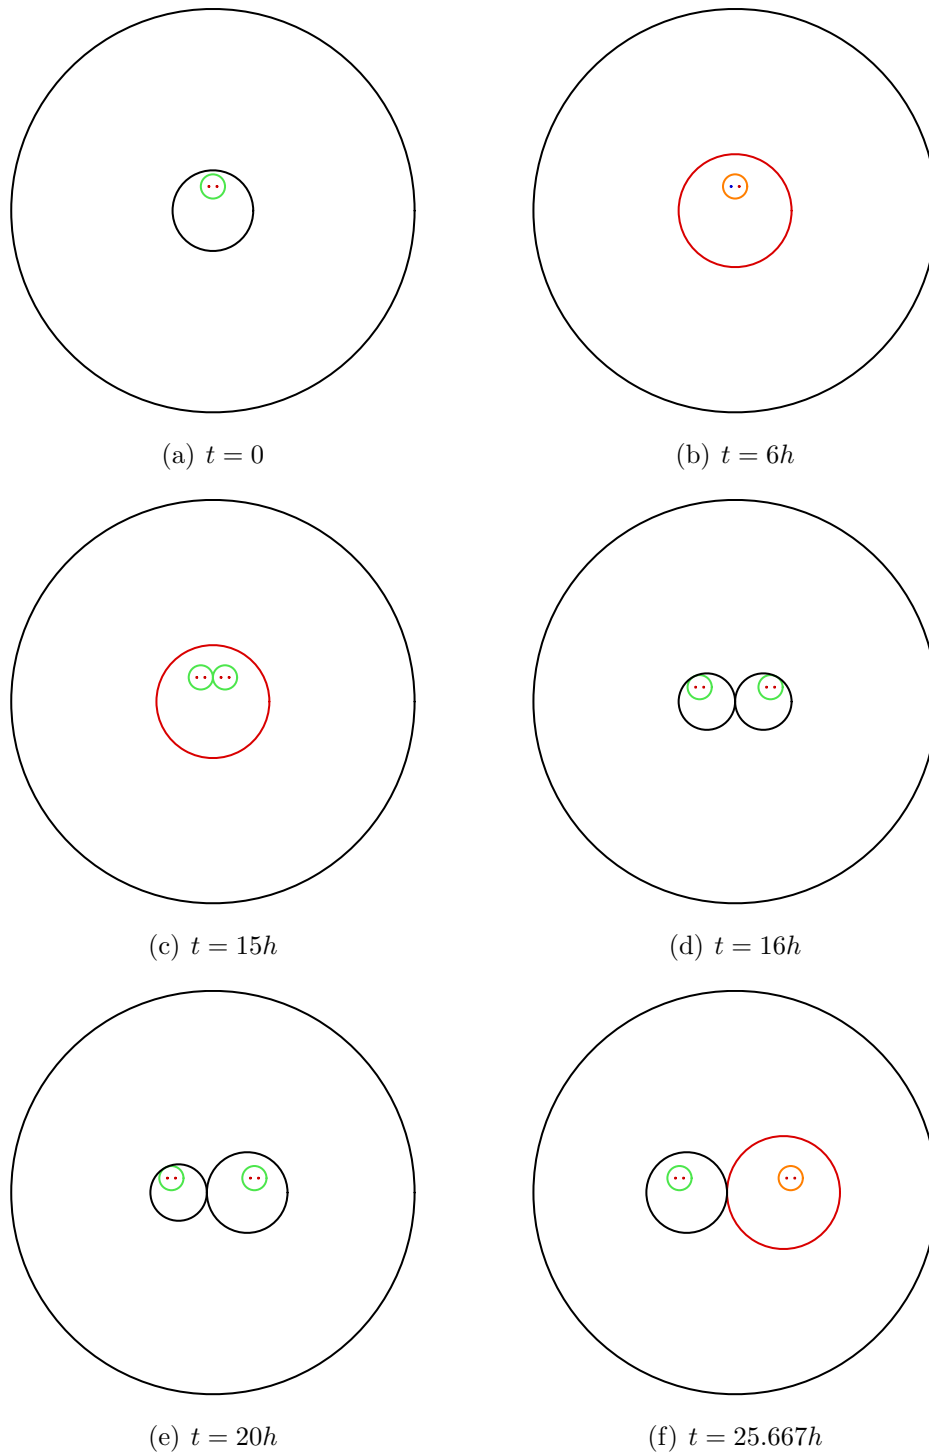 (a) t = 0
(b) t = 6h
(c) t = 15h
(d) t = 16h
(e) t = 20h
(f) t = 25.667h